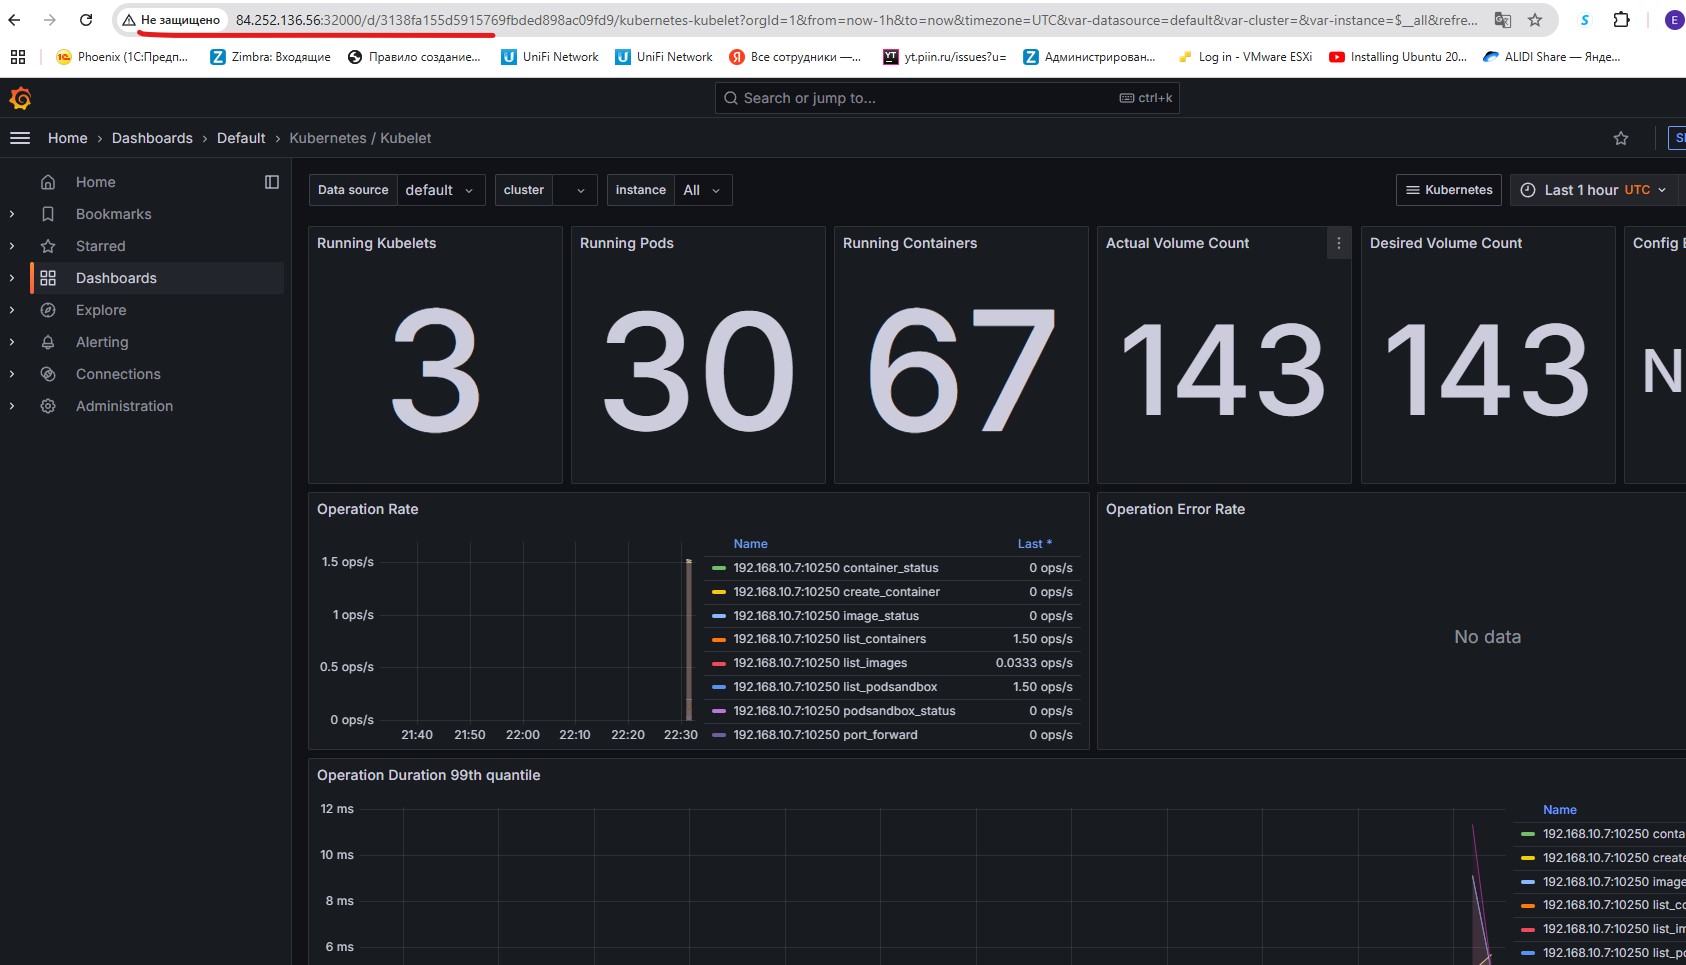 Не защищено 84.252.136.56:32000/d/3138fa155d5915769fbded898ac09fd9/kubernetes-kubelet?orgId=1&from=now-1h&to=now&timezone=UTC&var-datasource=default&var-cluster=&var-instance=$__all&refre... S E
Phoenix (1С:Предп... Zimbra: Входящие Правило создание... UniFi Network UniFi Network Все сотрудники —... yt.piin.ru/issues?u= Администрирован... Log in - VMware ESXi Installing Ubuntu 20... ALIDI Share — Янде...
Search or jump to... ctrl+k
Home › Dashboards › Default › Kubernetes / Kubelet
Home
Bookmarks
Starred
Dashboards
Explore
Alerting
Connections
Administration
Data source default cluster instance All Kubernetes Last 1 hour UTC
Running Kubelets
3
Running Pods
30
Running Containers
67
Actual Volume Count
143
Desired Volume Count
143
Config
N
Operation Rate
1.5 ops/s
1 ops/s
0.5 ops/s
0 ops/s
21:40 21:50 22:00 22:10 22:20 22:30
Name Last *
192.168.10.7:10250 container_status 0 ops/s
192.168.10.7:10250 create_container 0 ops/s
192.168.10.7:10250 image_status 0 ops/s
192.168.10.7:10250 list_containers 1.50 ops/s
192.168.10.7:10250 list_images 0.0333 ops/s
192.168.10.7:10250 list_podsandbox 1.50 ops/s
192.168.10.7:10250 podsandbox_status 0 ops/s
192.168.10.7:10250 port_forward 0 ops/s
Operation Error Rate
No data
Operation Duration 99th quantile
12 ms
10 ms
8 ms
6 ms
Name
192.168.10.7:10250 conta
192.168.10.7:10250 create
192.168.10.7:10250 image
192.168.10.7:10250 list_co
192.168.10.7:10250 list_im
192.168.10.7:10250 list_po